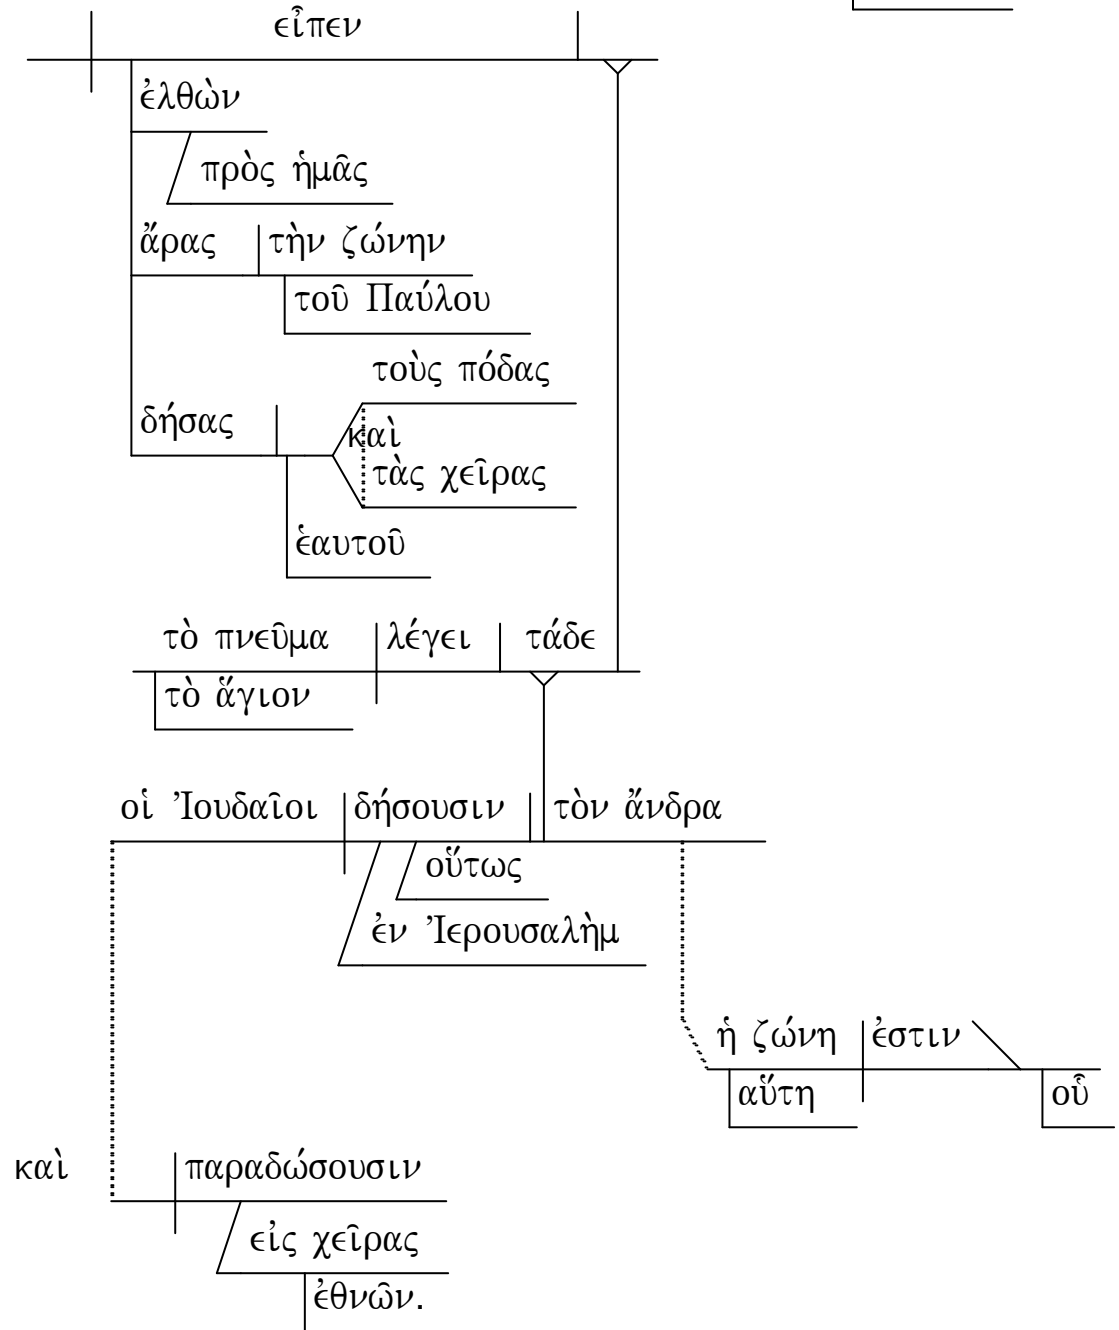 εἶπεν
ἐλθὼν
πρὸς ἡμᾶς
ἄρας τὴν ζώνην
τοῦ Παύλου
τοὺς πόδας
δήσας
καὶ
τὰς χεῖρας
ἑαυτοῦ
τὸ πνεῦμα λέγει τάδε
τὸ ἅγιον
οἱ Ἰουδαῖοι δήσουσιν τὸν ἄνδρα
οὕτως
ἐν Ἰερουσαλὴμ
ἡ ζώνη ἐστιν
αὕτη οὗ
καὶ παραδώσουσιν
εἰς χεῖρας
ἐθνῶν.